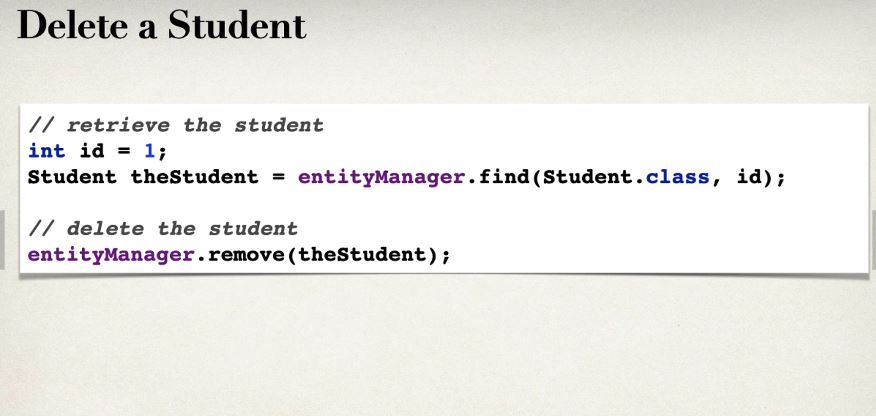 Delete a Student
// retrieve the student
int id = 1;
Student theStudent = entityManager.find(Student.class, id);
// delete the student
entityManager.remove(theStudent);